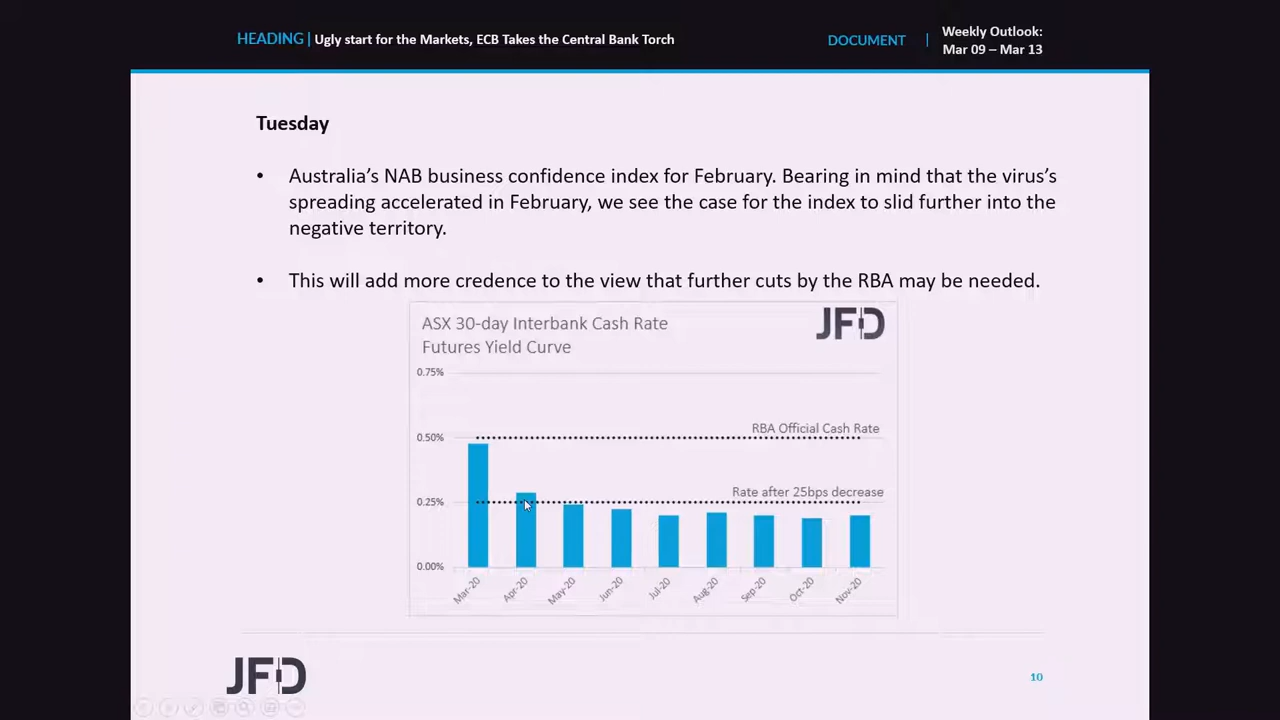 HEADING | Ugly start for the Markets, ECB Takes the Central Bank Torch
DOCUMENT | Weekly Outlook:
Mar 09 – Mar 13
Tuesday
• Australia's NAB business confidence index for February. Bearing in mind that the virus's
spreading accelerated in February, we see the case for the index to slid further into the
negative territory.
• This will add more credence to the view that further cuts by the RBA may be needed.
ASX 30-day Interbank Cash Rate
Futures Yield Curve
JFD
0.75%
RBA Official Cash Rate
0.50%
Rate after 25bps decrease
0.25%
0.00%
Mar-20 Apr-20 May-20 Jun-20 Jul-20 Aug-20 Sep-20 Oct-20 Nov-20
JFD
10